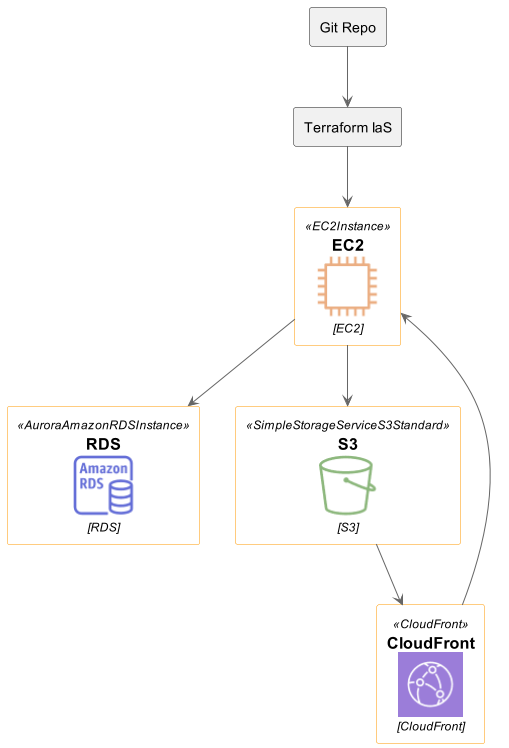 Git Repo
Terraform IaS
«EC2Instance»
EC2
[EC2]
«AuroraAmazonRDSInstance»
RDS
Amazon
RDS
[RDS]
«SimpleStorageServiceS3Standard»
S3
[S3]
«CloudFront»
CloudFront
[CloudFront]